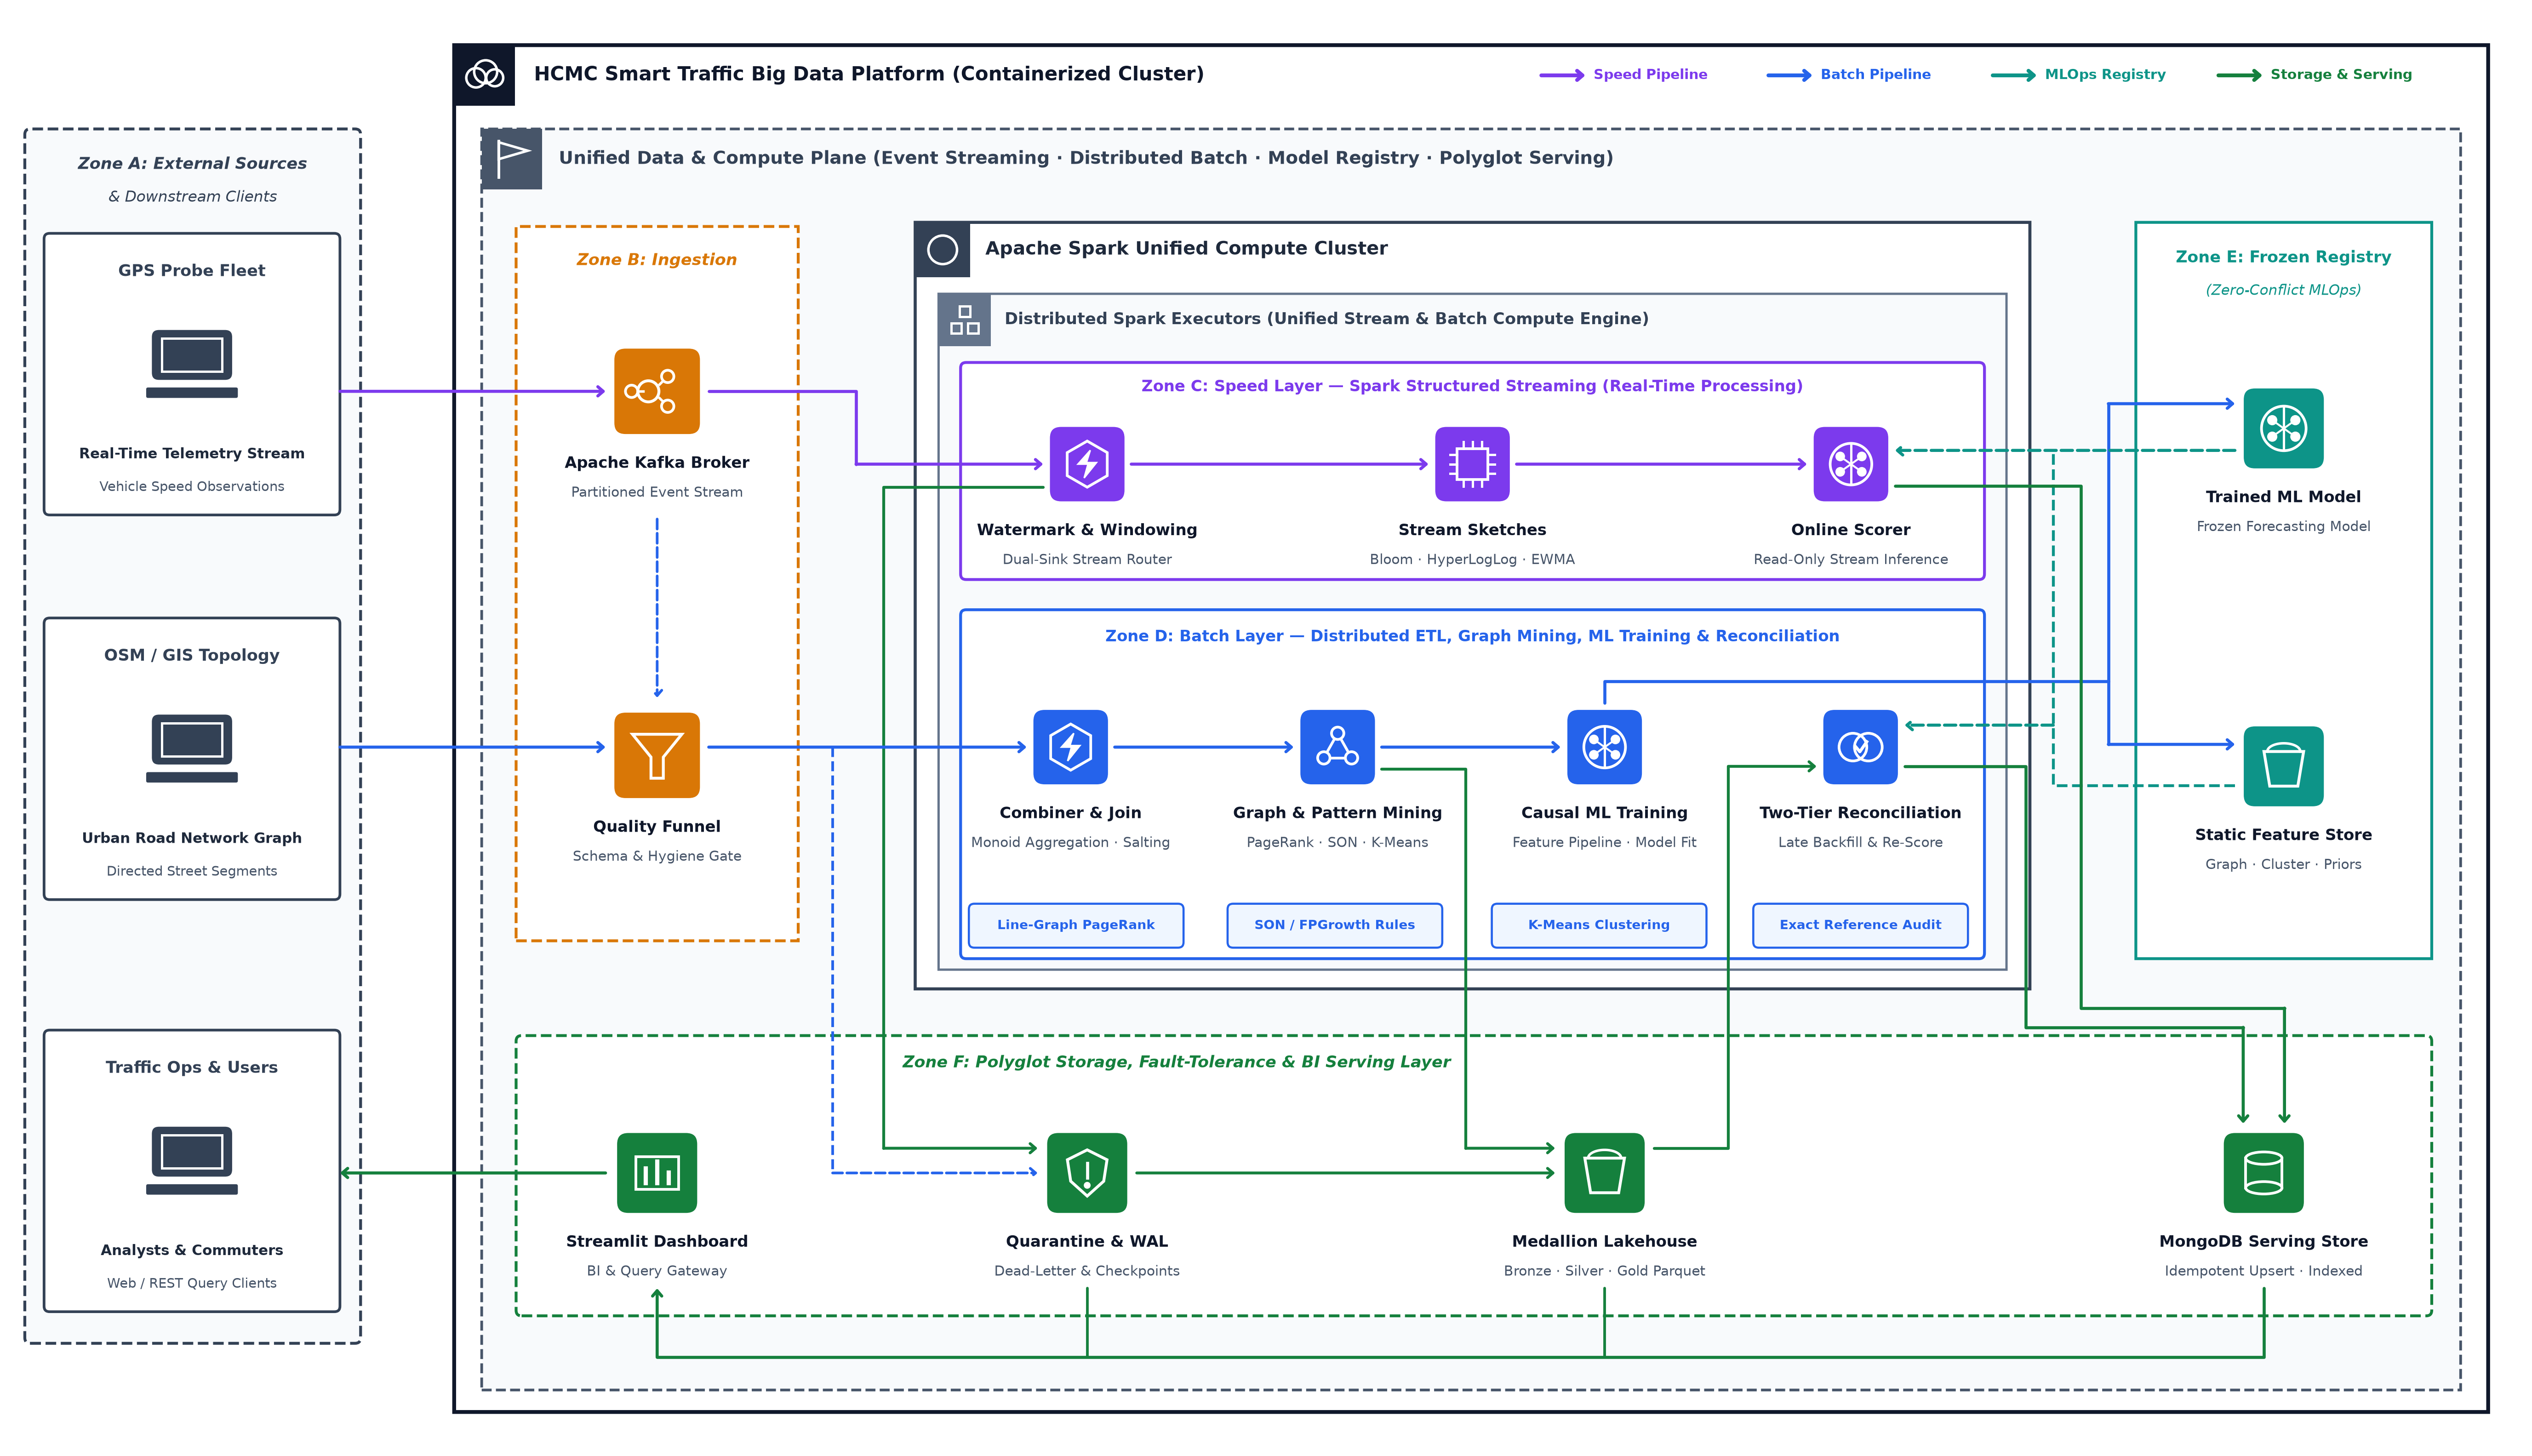 HCMC Smart Traffic Big Data Platform (Containerized Cluster)
Speed Pipeline
Batch Pipeline
MLOps Registry
Storage & Serving
Zone A: External Sources
& Downstream Clients
GPS Probe Fleet
Real-Time Telemetry Stream
Vehicle Speed Observations
OSM / GIS Topology
Urban Road Network Graph
Directed Street Segments
Traffic Ops & Users
Analysts & Commuters
Web / REST Query Clients
Unified Data & Compute Plane (Event Streaming · Distributed Batch · Model Registry · Polyglot Serving)
Zone B: Ingestion
Apache Kafka Broker
Partitioned Event Stream
Quality Funnel
Schema & Hygiene Gate
Apache Spark Unified Compute Cluster
Distributed Spark Executors (Unified Stream & Batch Compute Engine)
Zone C: Speed Layer — Spark Structured Streaming (Real-Time Processing)
Watermark & Windowing
Dual-Sink Stream Router
Stream Sketches
Bloom · HyperLogLog · EWMA
Online Scorer
Read-Only Stream Inference
Zone D: Batch Layer — Distributed ETL, Graph Mining, ML Training & Reconciliation
Combiner & Join
Monoid Aggregation · Salting
Graph & Pattern Mining
PageRank · SON · K-Means
Causal ML Training
Feature Pipeline · Model Fit
Two-Tier Reconciliation
Late Backfill & Re-Score
Line-Graph PageRank
SON / FPGrowth Rules
K-Means Clustering
Exact Reference Audit
Zone E: Frozen Registry
(Zero-Conflict MLOps)
Trained ML Model
Frozen Forecasting Model
Static Feature Store
Graph · Cluster · Priors
Zone F: Polyglot Storage, Fault-Tolerance & BI Serving Layer
Streamlit Dashboard
BI & Query Gateway
Quarantine & WAL
Dead-Letter & Checkpoints
Medallion Lakehouse
Bronze · Silver · Gold Parquet
MongoDB Serving Store
Idempotent Upsert · Indexed